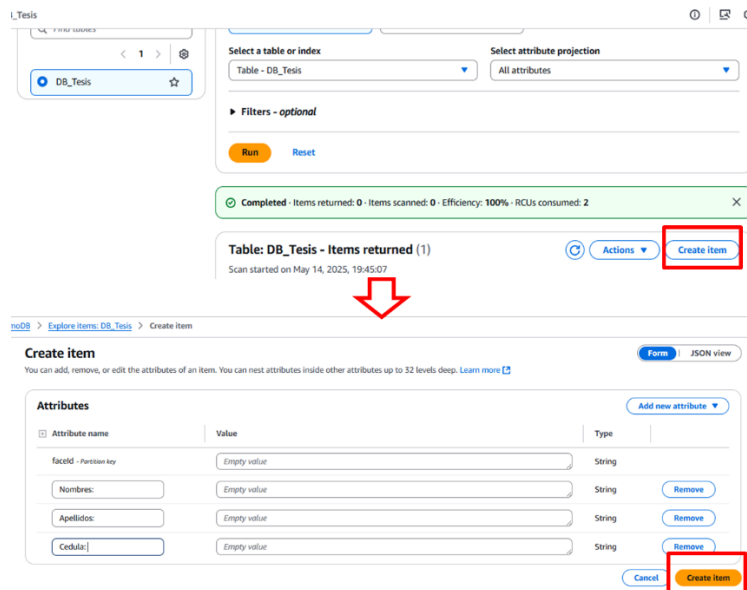 _Tesis
Find tables
1
DB_Tesis
Select a table or index
Select attribute projection
Table - DB_Tesis
All attributes
Filters - optional
Run
Reset
Completed · Items returned: 0 · Items scanned: 0 · Efficiency: 100% · RCUs consumed: 2
Table: DB_Tesis - Items returned (1)
Actions
Create item
Scan started on May 14, 2025, 19:45:07
moDB > Explore items: DB_Tesis > Create item
Create item
Form
JSON view
You can add, remove, or edit the attributes of an item. You can nest attributes inside other attributes up to 32 levels deep. Learn more
Attributes
Add new attribute
Attribute name
Value
Type
faceId - Partition key
Empty value
String
Nombres:
Empty value
String
Remove
Apellidos:
Empty value
String
Remove
Cedula:
Empty value
String
Remove
Cancel
Create item